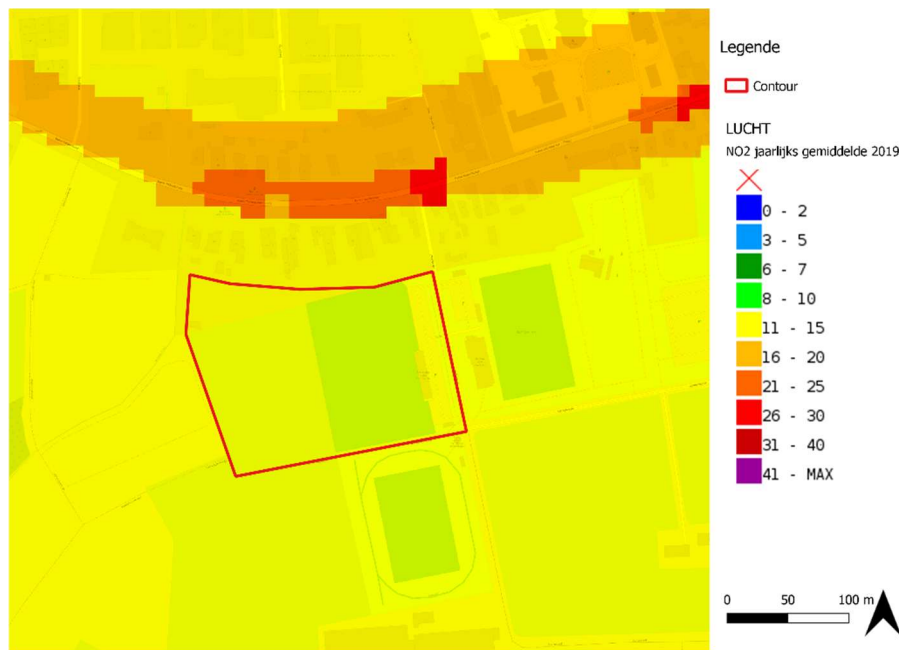 Legende
Contour
LUCHT
NO2 jaarlijks gemiddelde 2019
0 - 2
3 - 5
6 - 7
8 - 10
11 - 15
16 - 20
21 - 25
26 - 30
31 - 40
41 - MAX
0 50 100 m